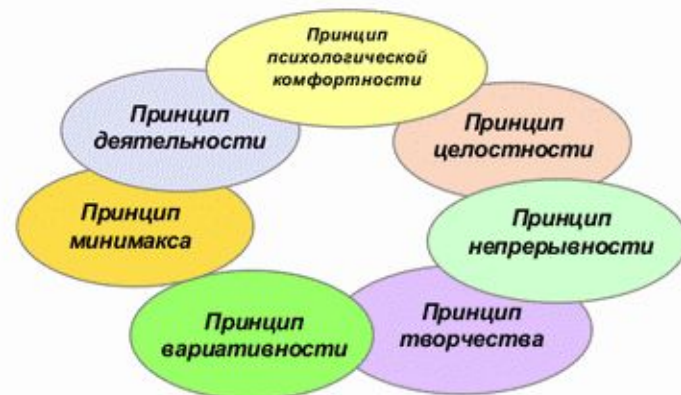 Принцип
психологической
комфортности
Принцип
деятельности
Принцип
целостности
Принцип
минимакса
Принцип
непрерывности
Принцип
вариативности
Принцип
творчества